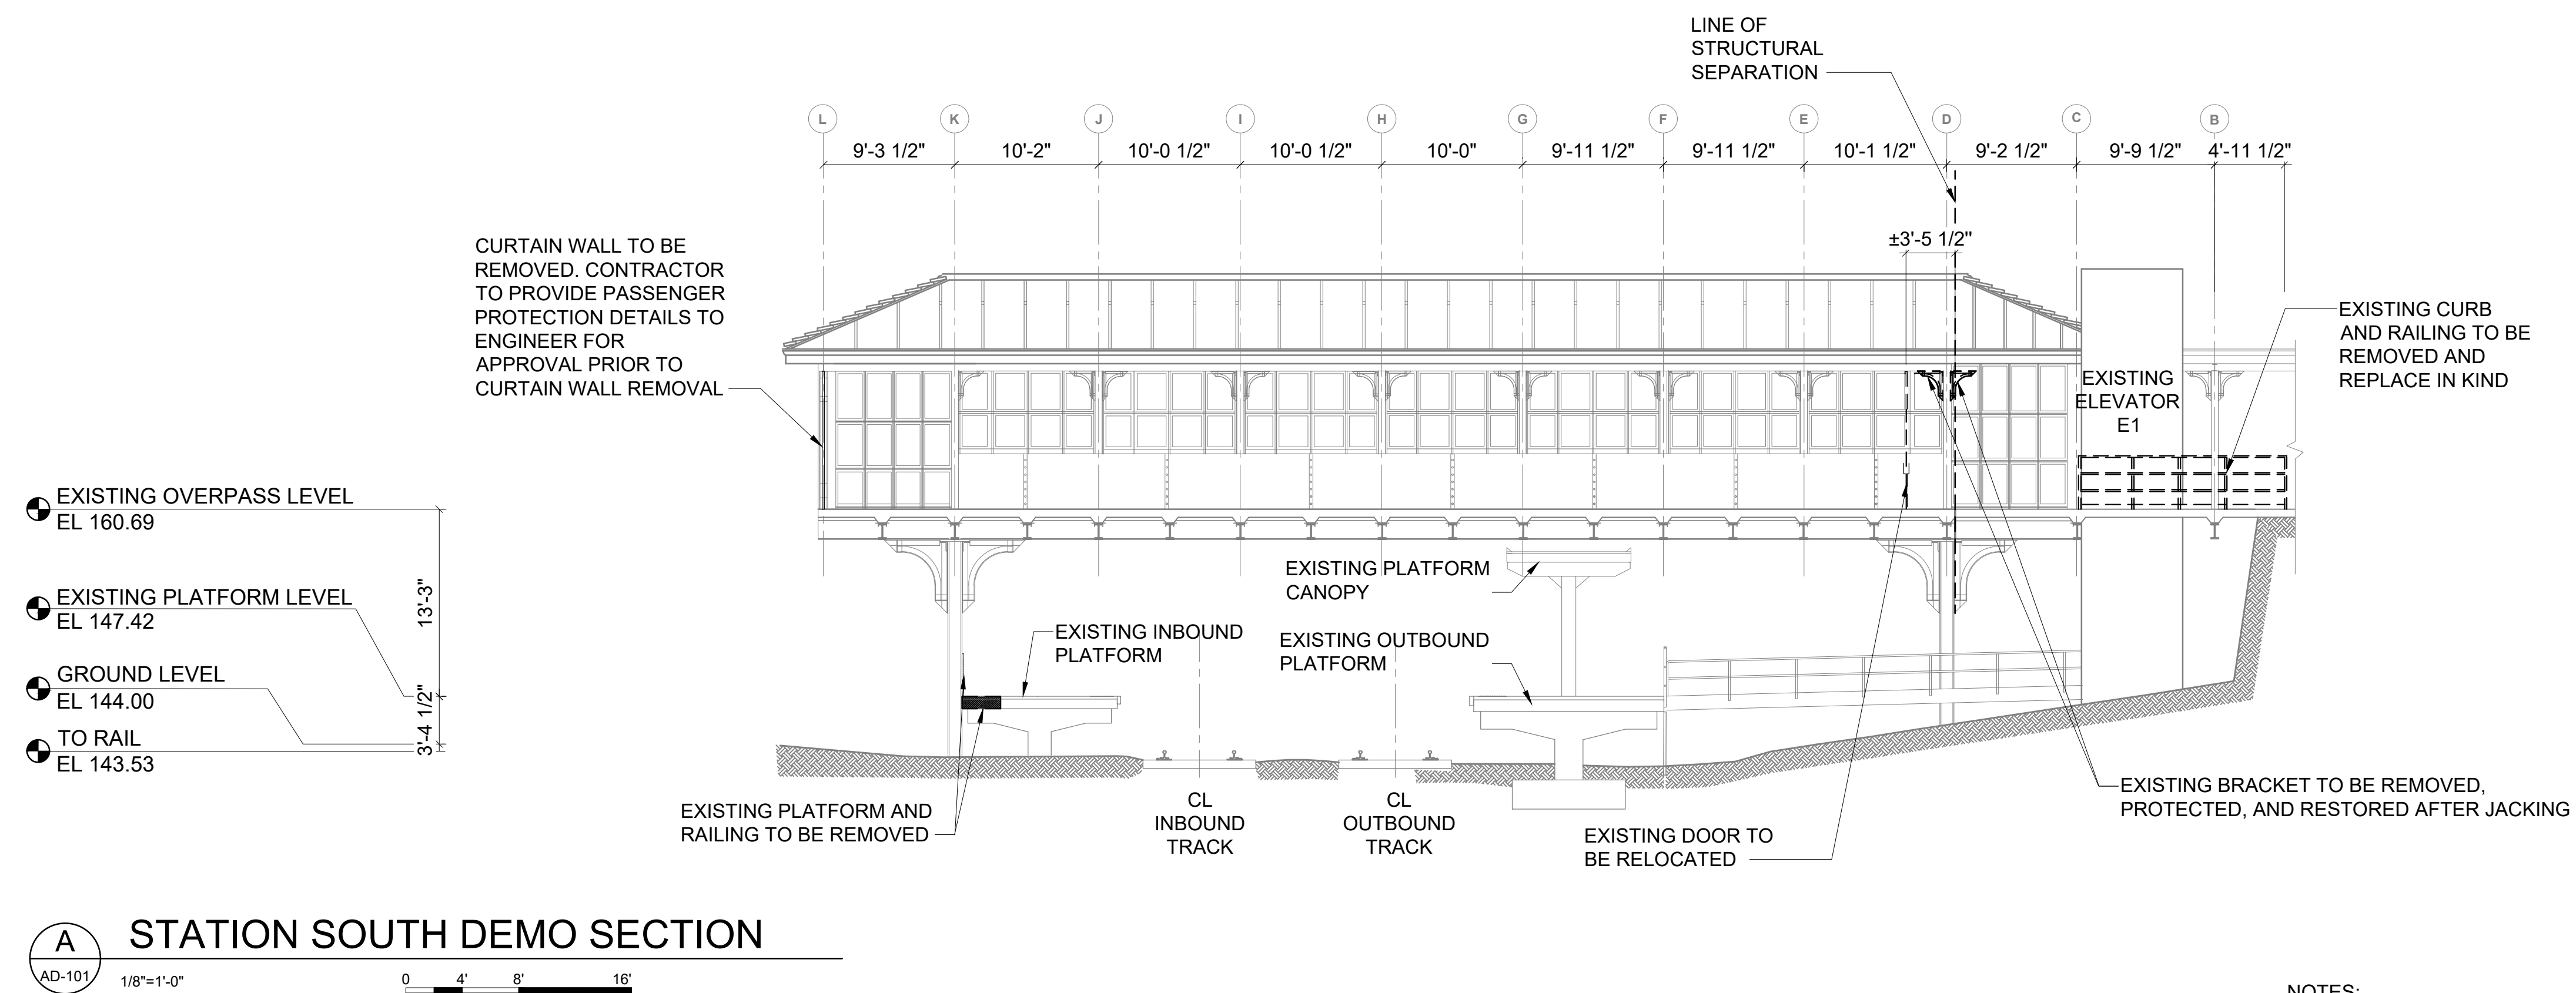 LINE OF
STRUCTURAL
SEPARATION
L
K
J
I
H
G
F
E
D
C
B
9'-3 1/2"
10'-2"
10'-0 1/2"
10'-0 1/2"
10'-0"
9'-11 1/2"
9'-11 1/2"
10'-1 1/2"
9'-2 1/2"
9'-9 1/2"
4'-11 1/2"
±3'-5 1/2"
CURTAIN WALL TO BE
REMOVED. CONTRACTOR
TO PROVIDE PASSENGER
PROTECTION DETAILS TO
ENGINEER FOR
APPROVAL PRIOR TO
CURTAIN WALL REMOVAL
EXISTING CURB
AND RAILING TO BE
REMOVED AND
REPLACE IN KIND
EXISTING
ELEVATOR
E1
EXISTING OVERPASS LEVEL
EL 160.69
EXISTING PLATFORM LEVEL
EL 147.42
GROUND LEVEL
EL 144.00
TO RAIL
EL 143.53
13'-3"
3'-4 1/2"
EXISTING PLATFORM
CANOPY
EXISTING INBOUND
PLATFORM
EXISTING OUTBOUND
PLATFORM
EXISTING PLATFORM AND
RAILING TO BE REMOVED
CL
INBOUND
TRACK
CL
OUTBOUND
TRACK
EXISTING DOOR TO
BE RELOCATED
EXISTING BRACKET TO BE REMOVED,
PROTECTED, AND RESTORED AFTER JACKING
A
AD-101
STATION SOUTH DEMO SECTION
1/8"=1'-0"
0 4' 8' 16'
NOTES: